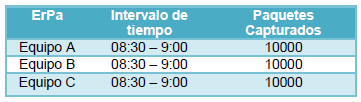 ErPa Intervalo de tiempo Paquetes Capturados
Equipo A 08:30 – 9:00 10000
Equipo B 08:30 – 9:00 10000
Equipo C 08:30 – 9:00 10000